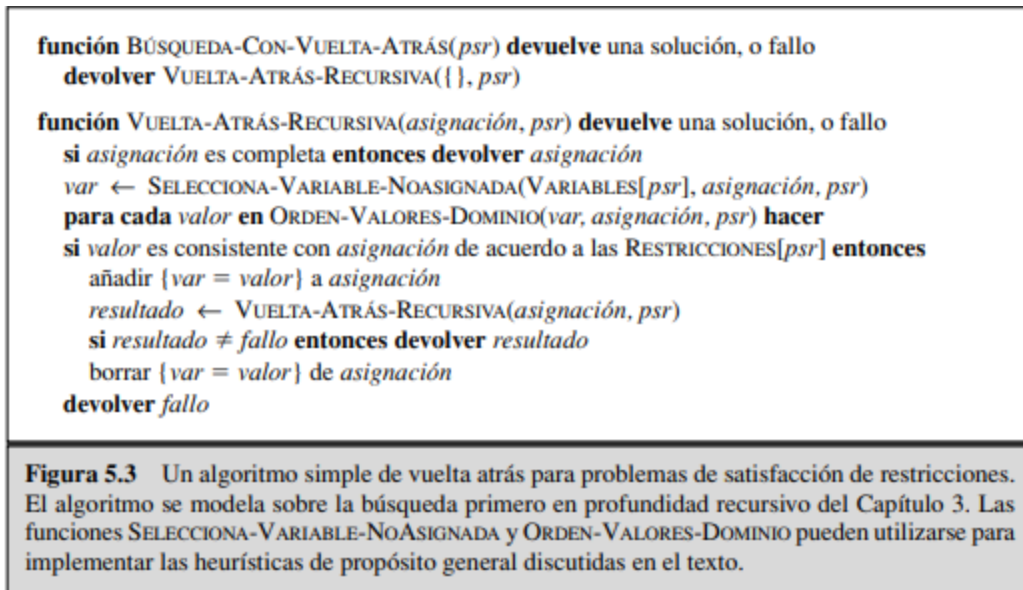 función BÚSQUEDA-CON-VUELTA-ATRÁS(psr) devuelve una solución, o fallo
devolver VUELTA-ATRÁS-RECURSIVA({ }, psr)
función VUELTA-ATRÁS-RECURSIVA(asignación, psr) devuelve una solución, o fallo
si asignación es completa entonces devolver asignación
var ← SELECCIONA-VARIABLE-NOASIGNADA(VARIABLES[psr], asignación, psr)
para cada valor en ORDEN-VALORES-DOMINIO(var, asignación, psr) hacer
si valor es consistente con asignación de acuerdo a las RESTRICCIONES[psr] entonces
añadir {var = valor} a asignación
resultado ← VUELTA-ATRÁS-RECURSIVA(asignación, psr)
si resultado ≠ fallo entonces devolver resultado
borrar {var = valor} de asignación
devolver fallo
Figura 5.3 Un algoritmo simple de vuelta atrás para problemas de satisfacción de restricciones.
El algoritmo se modela sobre la búsqueda primero en profundidad recursivo del Capítulo 3. Las
funciones SELECCIONA-VARIABLE-NOASIGNADA y ORDEN-VALORES-DOMINIO pueden utilizarse para
implementar las heurísticas de propósito general discutidas en el texto.